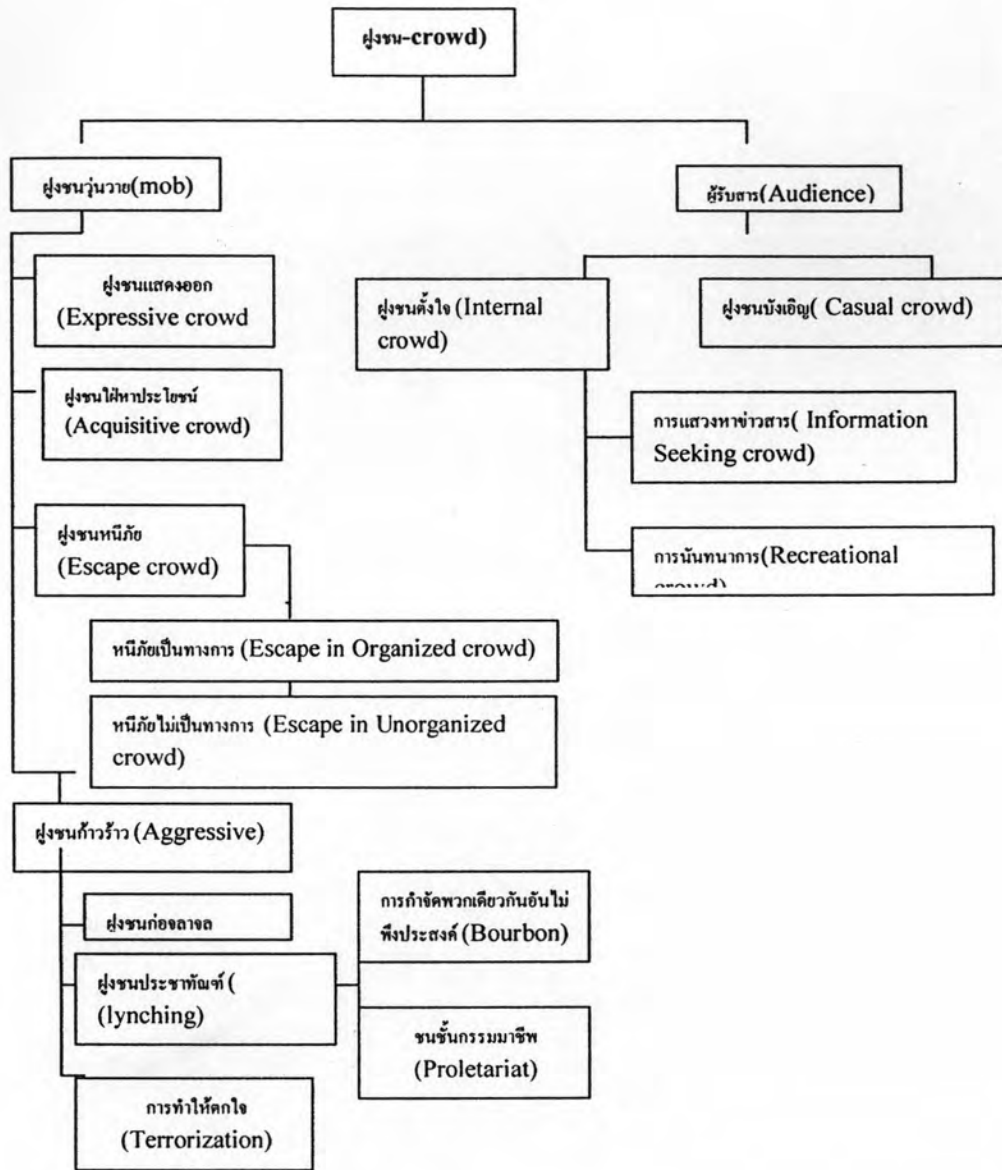 ฝูงชน-crowd)
ฝูงชนวุ่นวาย(mob)
ผู้รับสาร(Audience)
ฝูงชนแสดงออก
(Expressive crowd
ฝูงชนตั้งใจ (Internal
crowd)
ฝูงชนบังเอิญ( Casual crowd)
ฝูงชนใฝ่หาประโยชน์
(Acquisitive crowd)
การแสวงหาข่าวสาร( Information
Seeking crowd)
ฝูงชนหนีภัย
(Escape crowd)
การนันทนาการ(Recreational
crowd)
หนีภัยเป็นทางการ (Escape in Organized crowd)
หนีภัยไม่เป็นทางการ (Escape in Unorganized
crowd)
ฝูงชนก้าวร้าว (Aggressive)
ฝูงชนก่อจลาจล
ฝูงชนประชาทัณฑ์ (
(lynching)
การกำจัดพวกเดียวกันอันไม่
พึงประสงค์ (Bourbon)
ชนชั้นกรรมมาชีพ
(Proletariat)
การทำให้ตกใจ
(Terrorization)